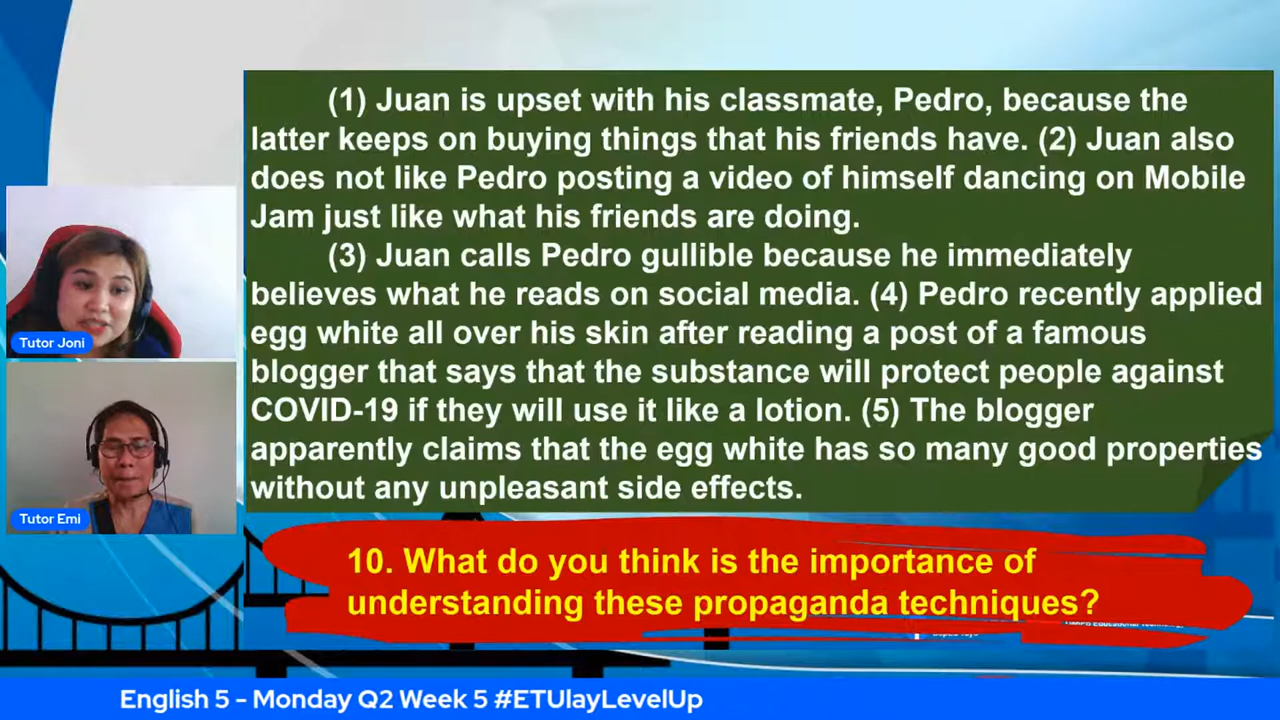 (1) Juan is upset with his classmate, Pedro, because the
latter keeps on buying things that his friends have. (2) Juan also
does not like Pedro posting a video of himself dancing on Mobile
Jam just like what his friends are doing.
(3) Juan calls Pedro gullible because he immediately
believes what he reads on social media. (4) Pedro recently applied
egg white all over his skin after reading a post of a famous
blogger that says that the substance will protect people against
COVID-19 if they will use it like a lotion. (5) The blogger
apparently claims that the egg white has so many good properties
without any unpleasant side effects.
Tutor Joni
Tutor Emi
10. What do you think is the importance of
understanding these propaganda techniques?
English 5 - Monday Q2 Week 5 #ETUlayLevelUp